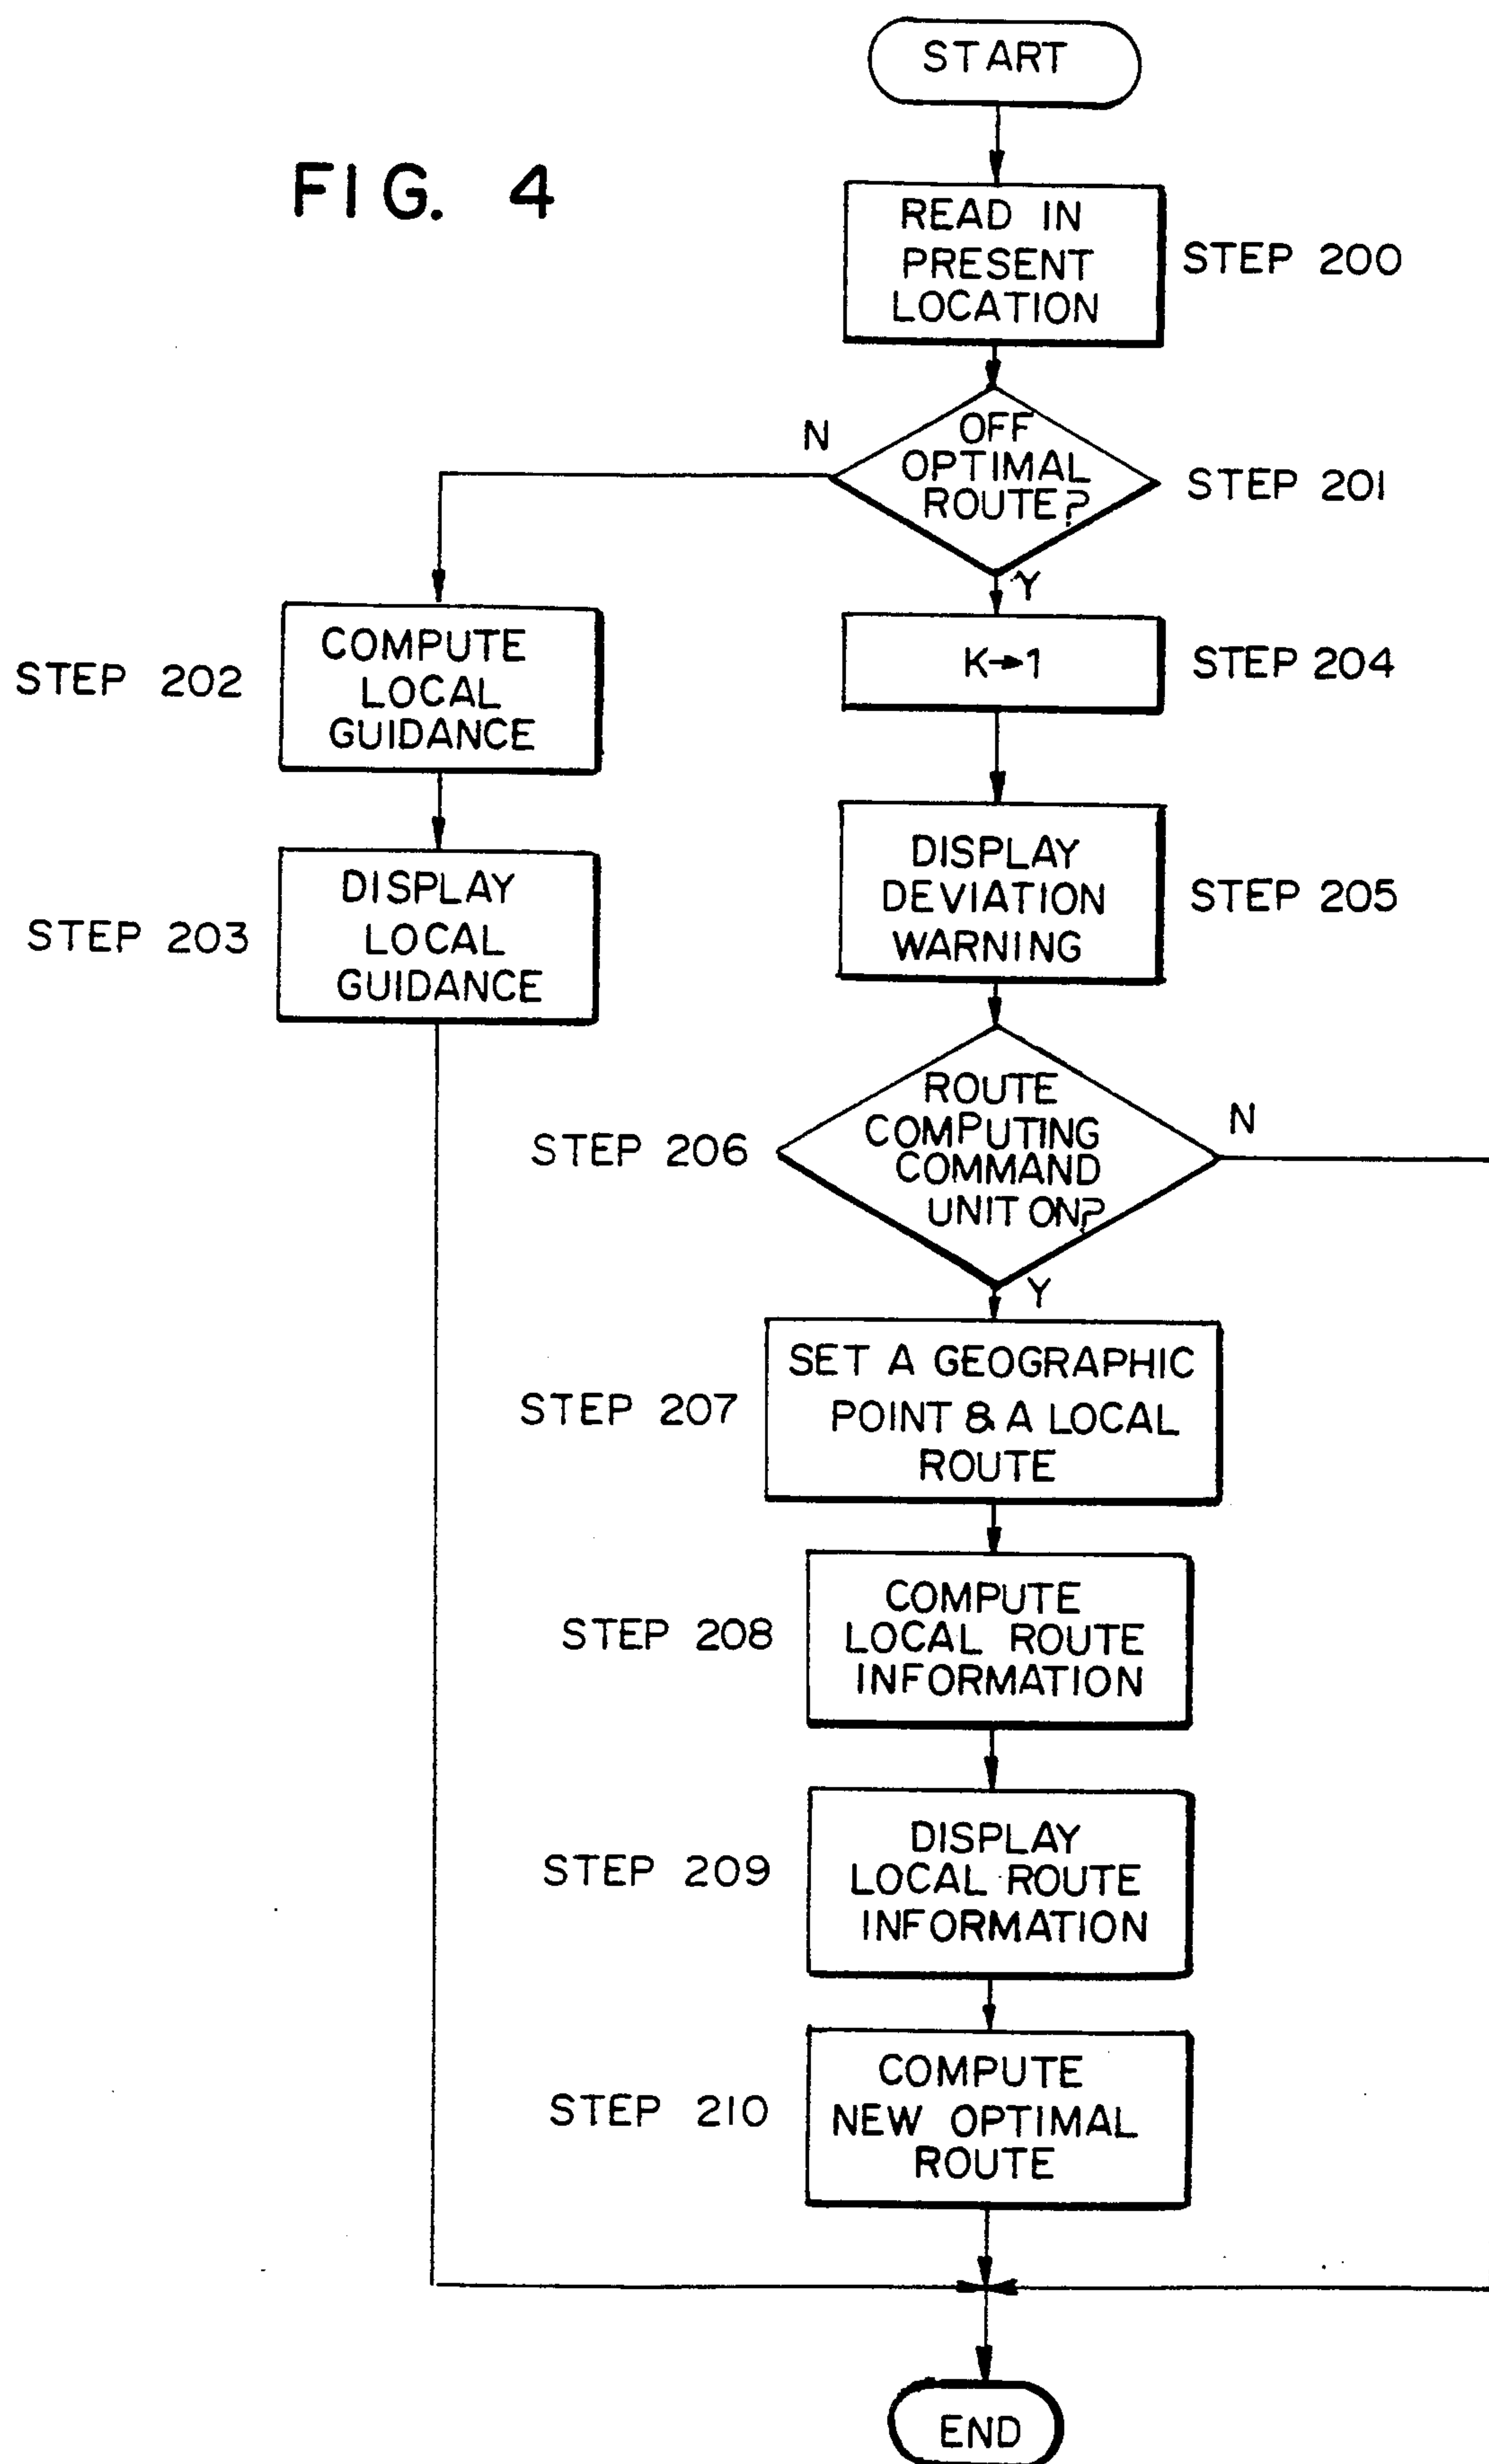 START
FIG. 4
READ IN
PRESENT
LOCATION
STEP 200
N
OFF
OPTIMAL
ROUTE?
STEP 201
Y
STEP 202
COMPUTE
LOCAL
GUIDANCE
K→1
STEP 204
STEP 203
DISPLAY
LOCAL
GUIDANCE
DISPLAY
DEVIATION
WARNING
STEP 205
STEP 206
ROUTE
COMPUTING
COMMAND
UNIT ON?
N
Y
STEP 207
SET A GEOGRAPHIC
POINT & A LOCAL
ROUTE
STEP 208
COMPUTE
LOCAL ROUTE
INFORMATION
STEP 209
DISPLAY
LOCAL ROUTE
INFORMATION
STEP 210
COMPUTE
NEW OPTIMAL
ROUTE
END